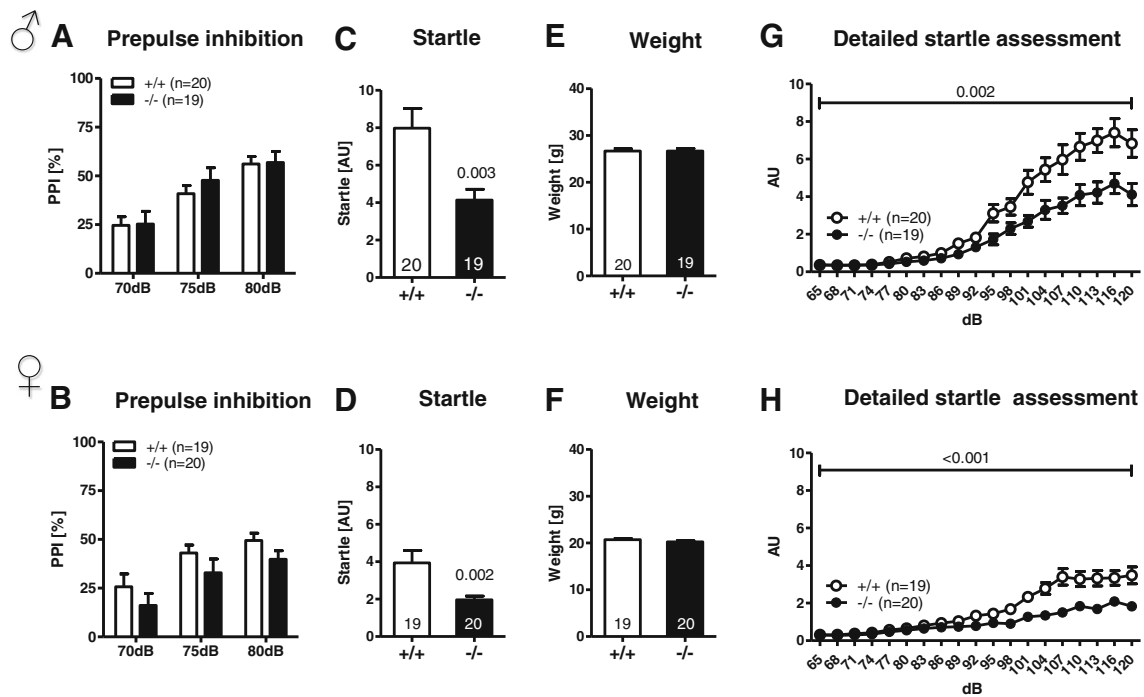 ♂ A Prepulse inhibition
+/+ (n=20)
-/- (n=19)
PPI [%]
100
75
50
25
0
70dB 75dB 80dB
C Startle
Startle [AU]
10
8
6
4
2
0
0.003
20 19
+/+ -/-
E Weight
Weight [g]
40
30
20
10
0
20 19
+/+ -/-
G Detailed startle assessment
AU
10
8
6
4
2
0
0.002
+/+ (n=20)
-/- (n=19)
65 68 71 74 77 80 83 86 89 92 95 98 101 104 107 110 113 116 120
dB
♀ B Prepulse inhibition
+/+ (n=19)
-/- (n=20)
PPI [%]
100
75
50
25
0
70dB 75dB 80dB
D Startle
Startle [AU]
10
8
6
4
2
0
0.002
19 20
+/+ -/-
F Weight
Weight [g]
40
30
20
10
0
19 20
+/+ -/-
H Detailed startle assessment
AU
10
8
6
4
2
0
<0.001
+/+ (n=19)
-/- (n=20)
65 68 71 74 77 80 83 86 89 92 95 98 101 104 107 110 113 116 120
dB